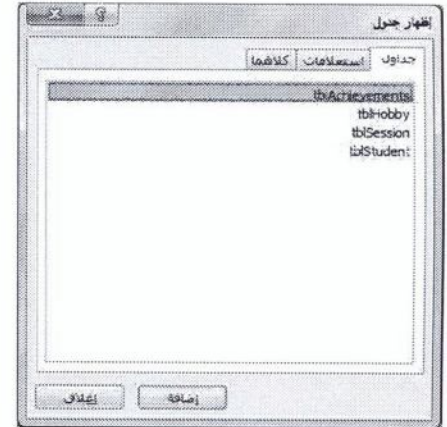 إظهار جدول
جداول استعلامات كلاهما
tblAchievements
tblHobby
tblSession
tblStudent
إضافة إغلاق